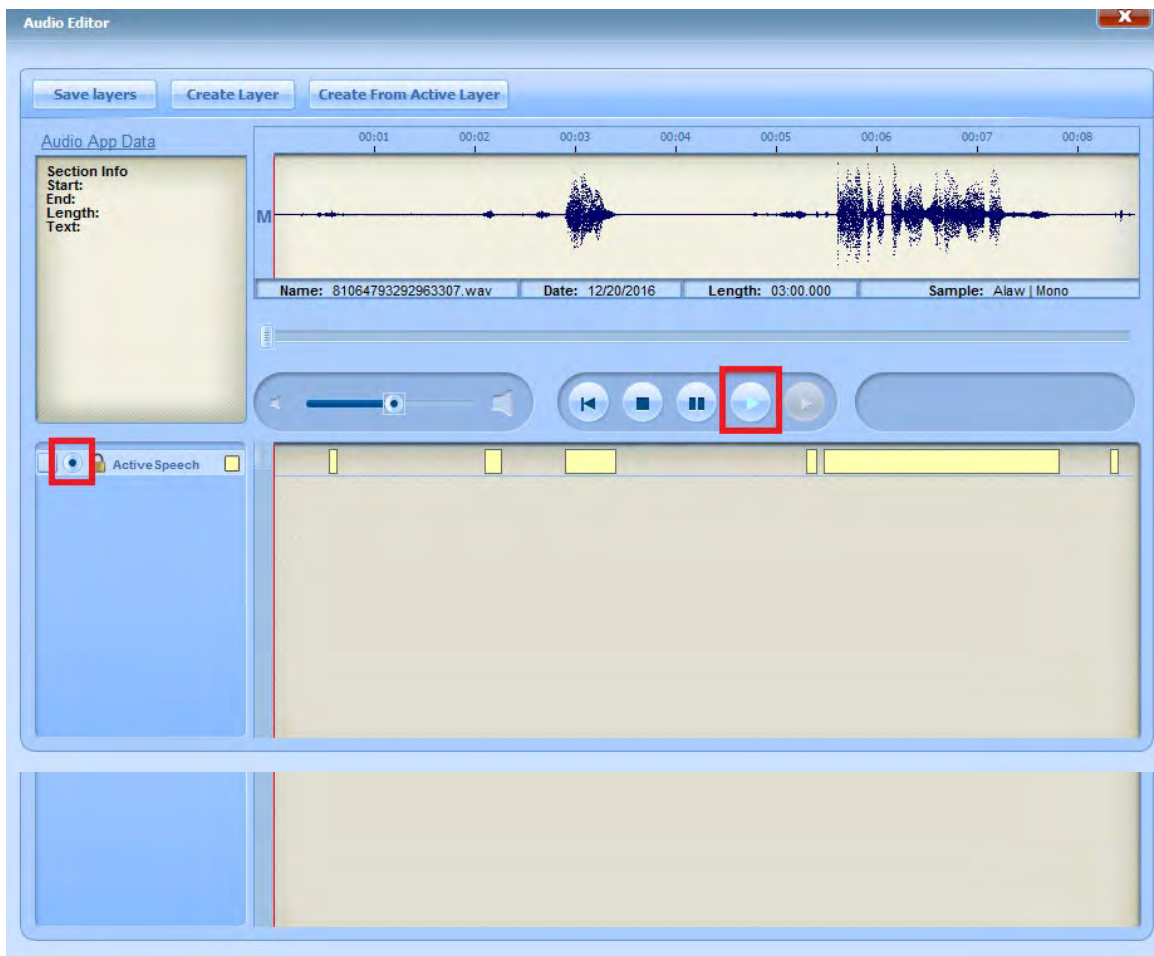 Audio Editor
X
Save layers Create Layer Create From Active Layer
Audio App Data
00:01 00:02 00:03 00:04 00:05 00:06 00:07 00:08
Section Info
Start:
End:
Length:
Text:
M
Name: 81064793292963307.wav Date: 12/20/2016 Length: 03:00.000 Sample: Alaw | Mono
Active Speech